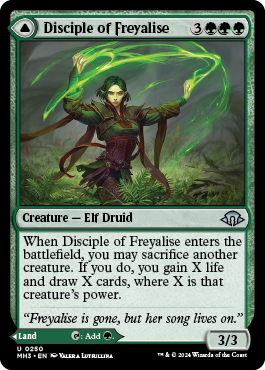 Disciple of Freyalise 3
Creature — Elf Druid
When Disciple of Freyalise enters the
battlefield, you may sacrifice another
creature. If you do, you gain X life
and draw X cards, where X is that
creature's power.
"Freyalise is gone, but her song lives on."
Land : Add .
3/3
U 0250
MH3 • EN VALERA LUTFULLINA
™ & © 2024 Wizards of the Coast